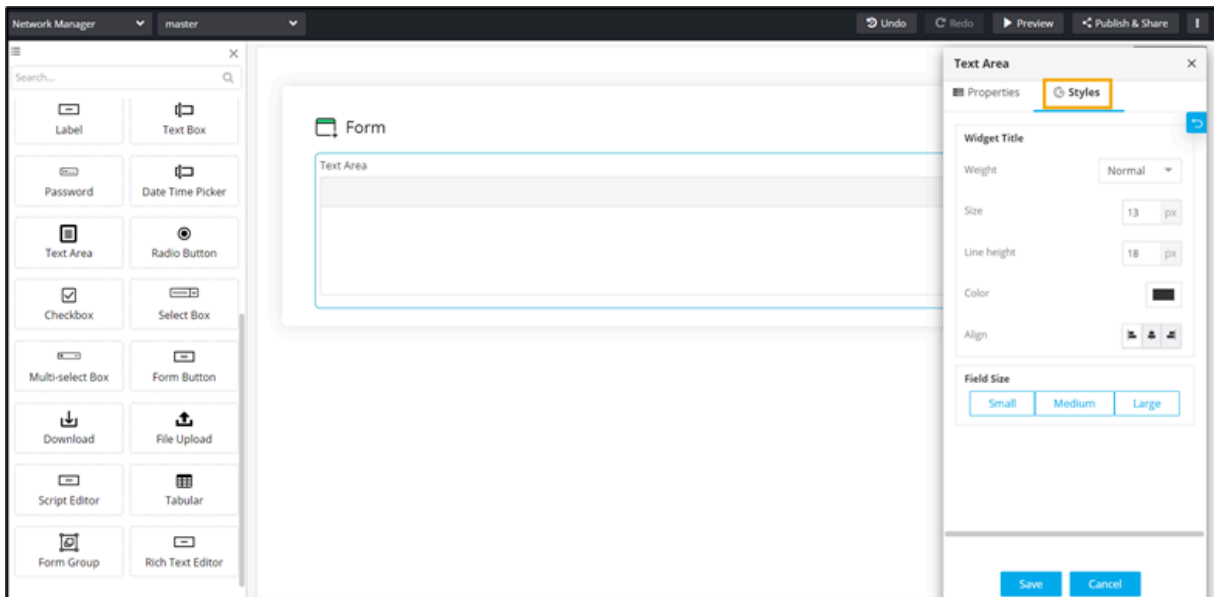 Network Manager master Undo Redo Preview Publish & Share
Search...
Label Text Box
Password Date Time Picker
Text Area Radio Button
Checkbox Select Box
Multi-select Box Form Button
Download File Upload
Script Editor Tabular
Form Group Rich Text Editor
Form
Text Area
Text Area
Properties Styles
Widget Title
Weight Normal
Size 13 px
Line height 18 px
Color
Align
Field Size
Small Medium Large
Save Cancel